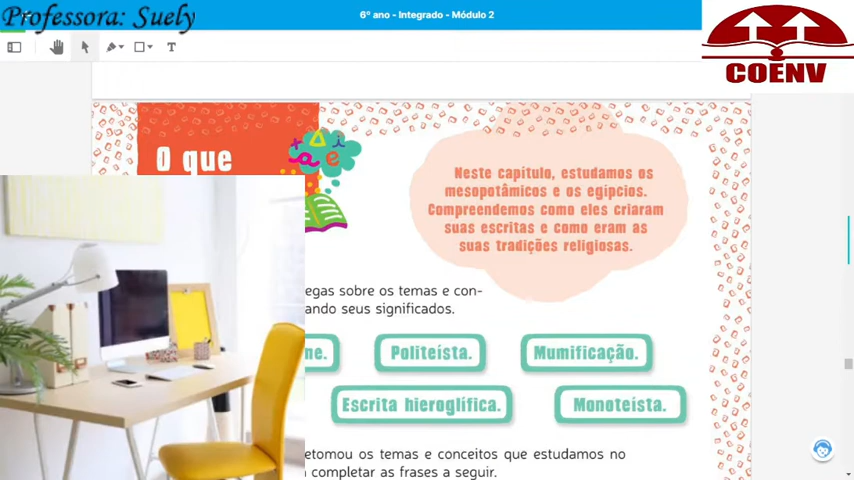 Professora: Suely
6º ano - Integrado - Módulo 2
COENV
T
O que
Neste capítulo, estudamos os
mesopotâmicos e os egípcios.
Compreendemos como eles criaram
suas escritas e como eram as
suas tradições religiosas.
egas sobre os temas e con-
ando seus significados.
ne.
Politeísta.
Mumificação.
Escrita hieroglífica.
Monoteísta.
etomou os temas e conceitos que estudamos no
completar as frases a seguir.